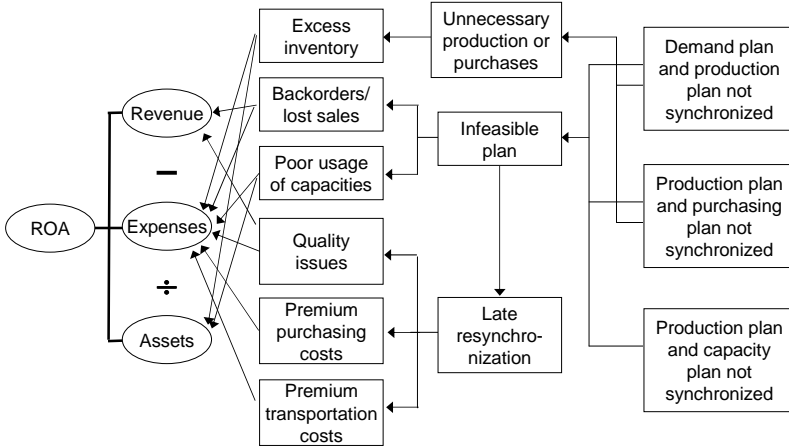 Excess
inventory
Unnecessary
production or
purchases
Demand plan
and production
plan not
synchronized
Revenue
Backorders/
lost sales
Infeasible
plan
−
Poor usage
of capacities
Production plan
and purchasing
plan not
synchronized
ROA
Expenses
Quality
issues
÷
Assets
Premium
purchasing
costs
Late
resynchro-
nization
Production plan
and capacity
plan not
synchronized
Premium
transportation
costs